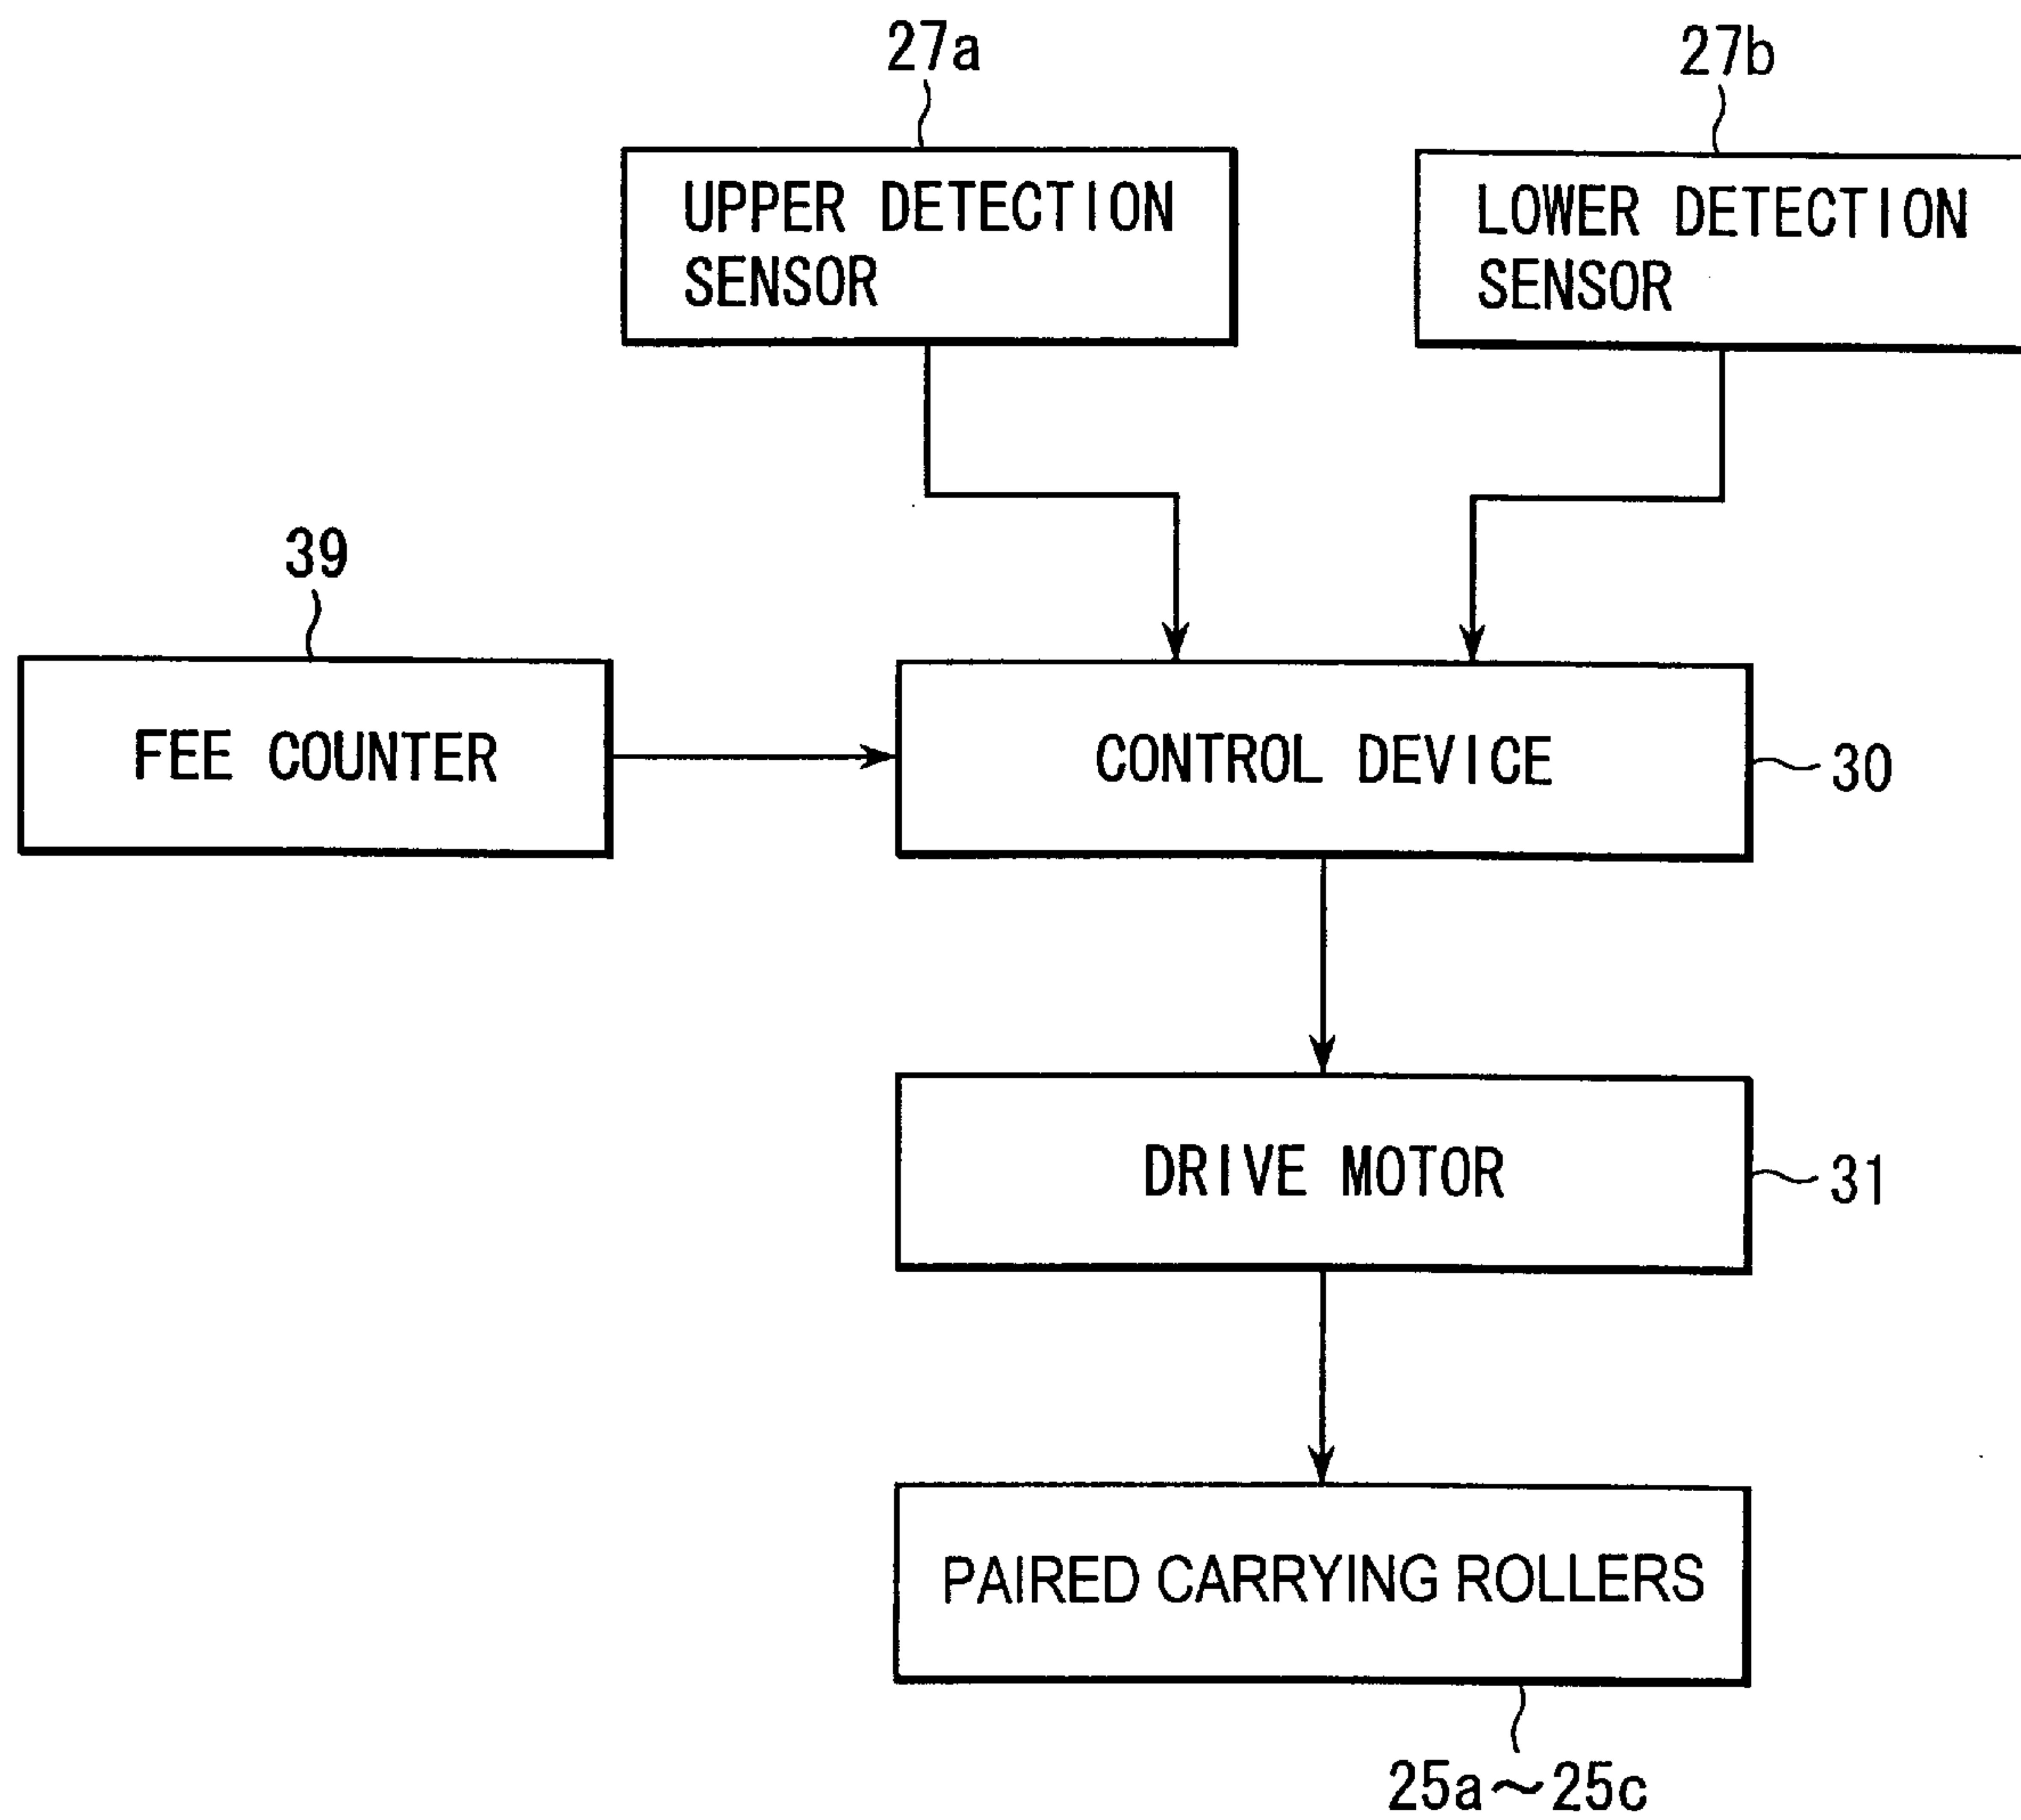 27a
27b
UPPER DETECTION
SENSOR
LOWER DETECTION
SENSOR
39
FEE COUNTER
CONTROL DEVICE
30
DRIVE MOTOR
31
PAIRED CARRYING ROLLERS
25a～25c